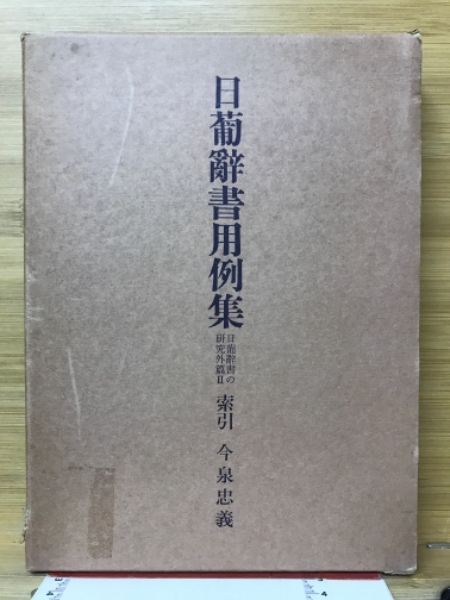 日葡辭書用例集
日葡辭書の
研究外篇Ⅱ
索引 今泉忠義